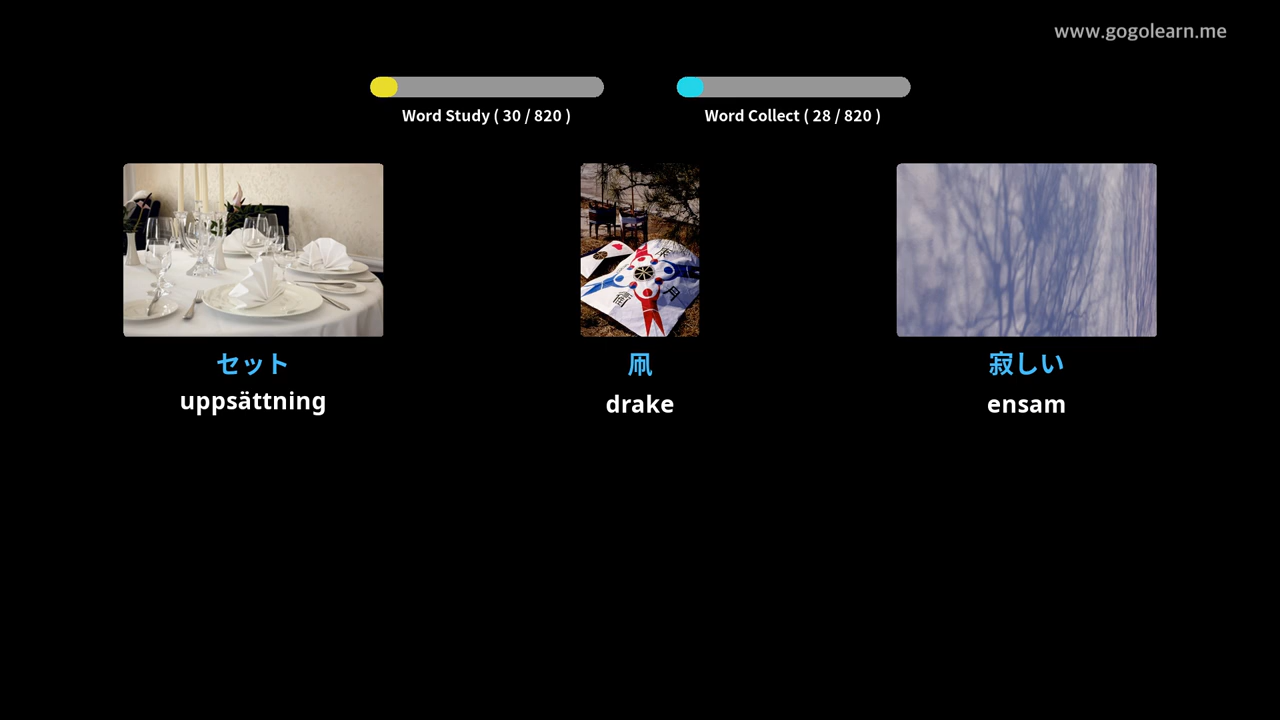 www.gogolearn.me
Word Study ( 30 / 820 )
Word Collect ( 28 / 820 )
セット
凧
寂しい
uppsättning
drake
ensam